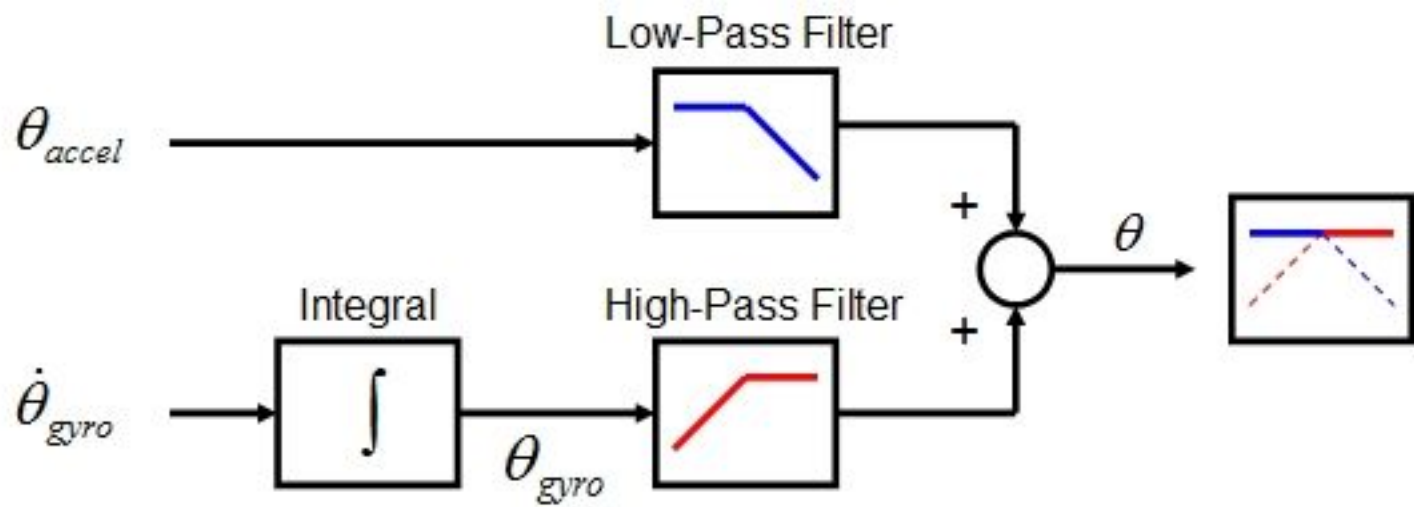 Low-Pass Filter
θaccel
+
θ
Integral
High-Pass Filter
+
θ̇gyro
∫
θgyro